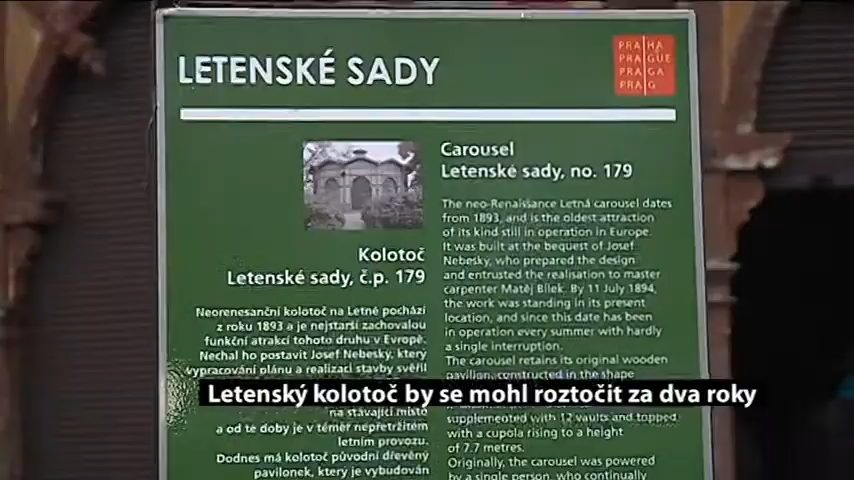 LETENSKÉ SADY
PRA HA
PRA GUE
PRA GA
PRA G
Kolotoč
Letenské sady, č.p. 179
Neorenesanční kolotoč na Letné pochází
z roku 1893 a je nejstarší zachovalou
funkční atrakcí tohoto druhu v Evropě.
Nechal ho postavit Josef Nebeský, který
vypracování plánu a realizaci stavby svěřil
na stávající místo
a od té doby je v téměř nepřetržitém
letním provozu.
Dodnes má kolotoč původní dřevěný
pavilonek, který je vybudován
Carousel
Letenské sady, no. 179
The neo-Renaissance Letná carousel dates
from 1893, and is the oldest attraction
of its kind still in operation in Europe.
It was built at the bequest of Josef
Nebesky, who prepared the design
and entrusted the realisation to master
carpenter Matěj Bílek. By 11 July 1894,
the work was standing in its present
location, and since this date has been
in operation every summer with hardly
a single interruption.
The carousel retains its original wooden
pavilion, constructed in the shape
supplemented with 12 vaults and topped
with a cupola rising to a height
of 7.7 metres.
Originally, the carousel was powered
by a single person, who continually
Letenský kolotoč by se mohl roztočit za dva roky